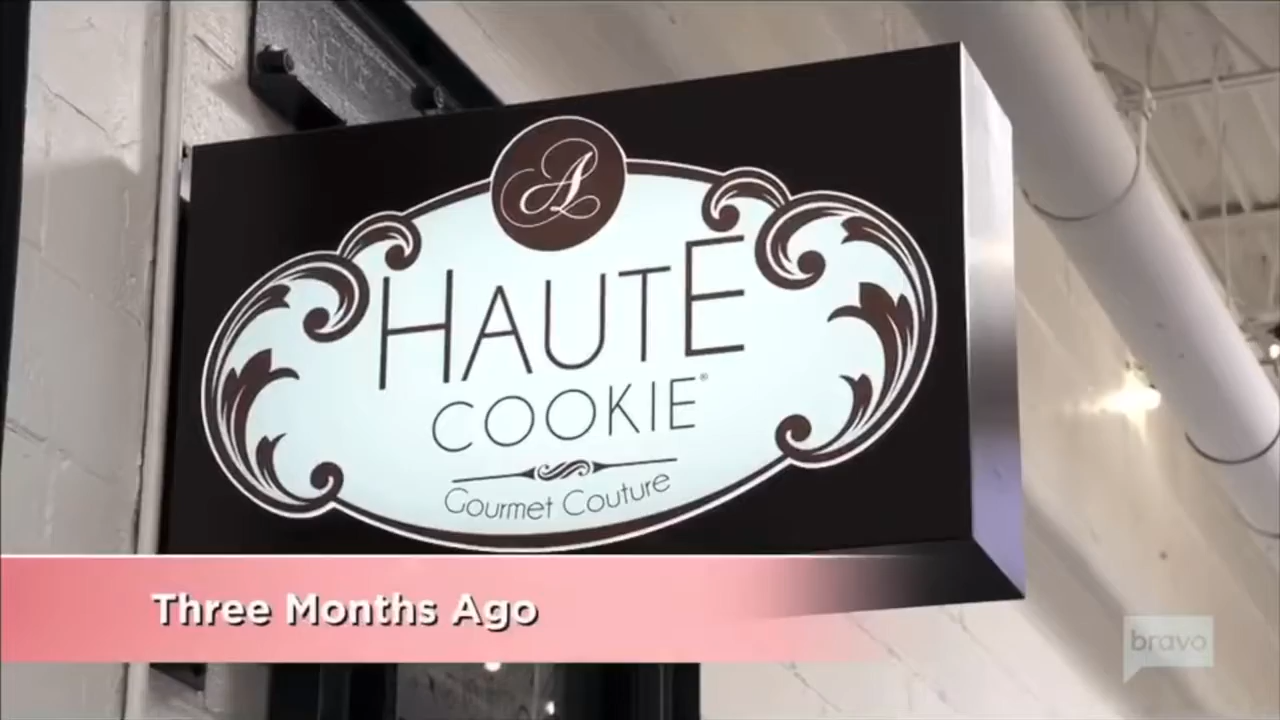 A
HAUTE
COOKIE®
Gourmet Couture
Three Months Ago
bravo